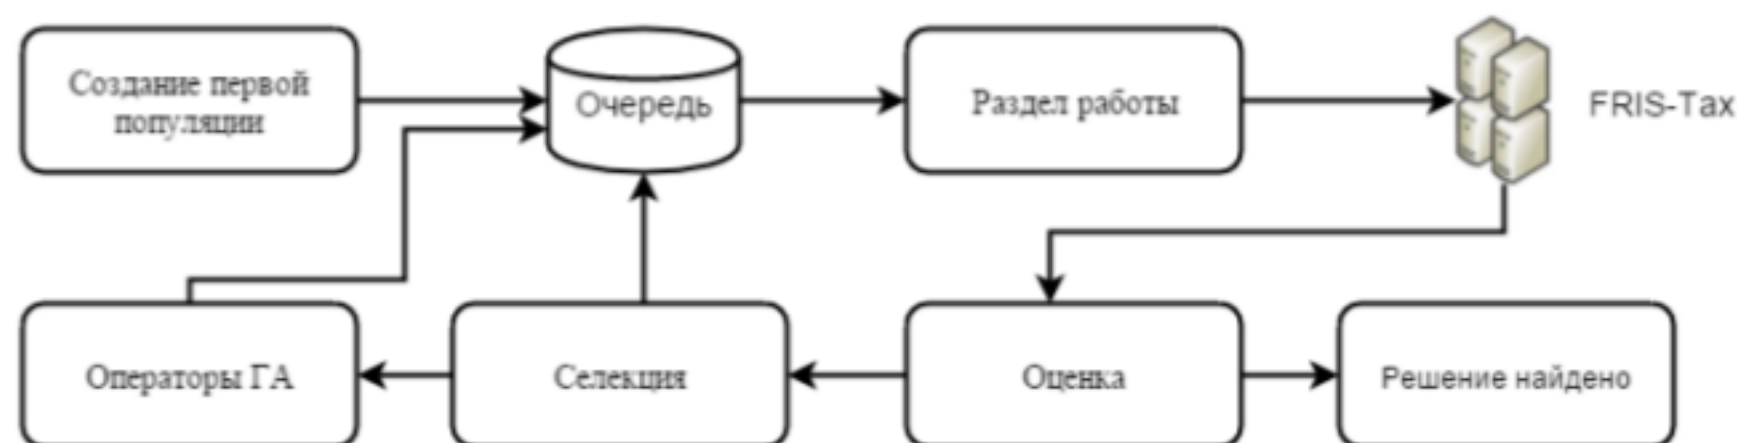 Создание первой
популяции
Очередь
Раздел работы
FRIS-Tax
Операторы ГА
Селекция
Оценка
Решение найдено